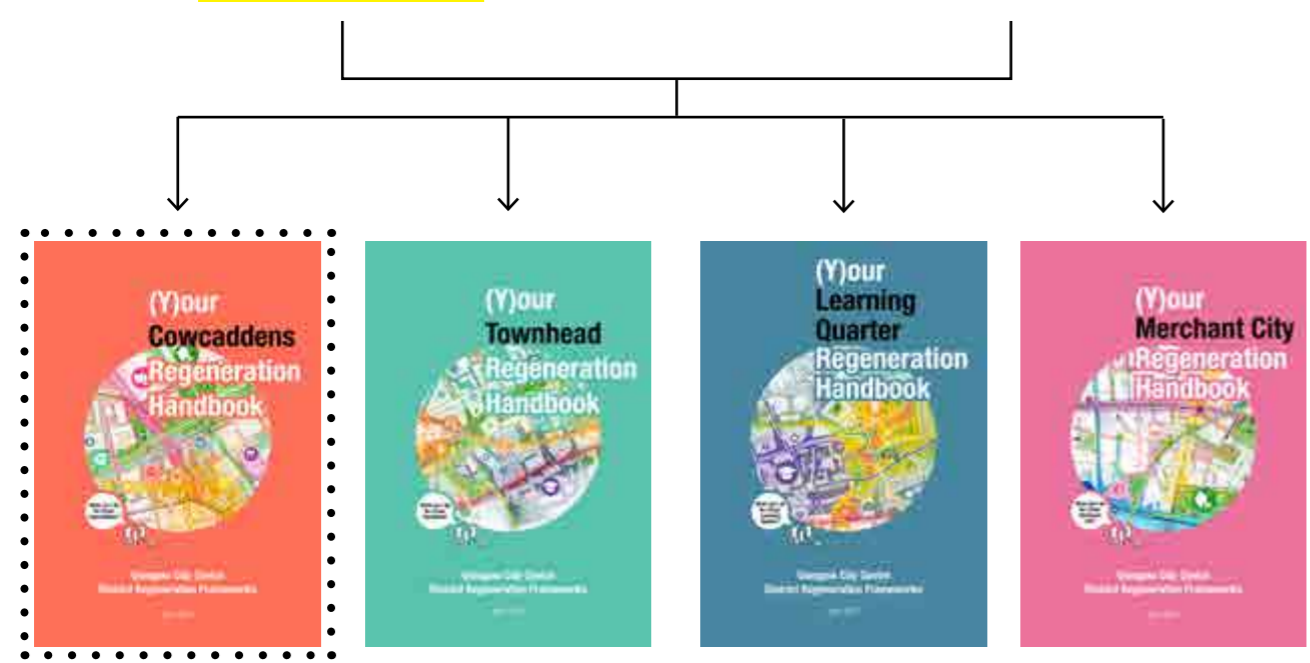 (Y)our
Cowcaddens
Regeneration
Handbook
Glasgow City Centre
District Regeneration Frameworks
(Y)our
Townhead
Regeneration
Handbook
Glasgow City Centre
District Regeneration Frameworks
(Y)our
Learning
Quarter
Regeneration
Handbook
Glasgow City Centre
District Regeneration Frameworks
(Y)our
Merchant City
Regeneration
Handbook
Glasgow City Centre
District Regeneration Frameworks